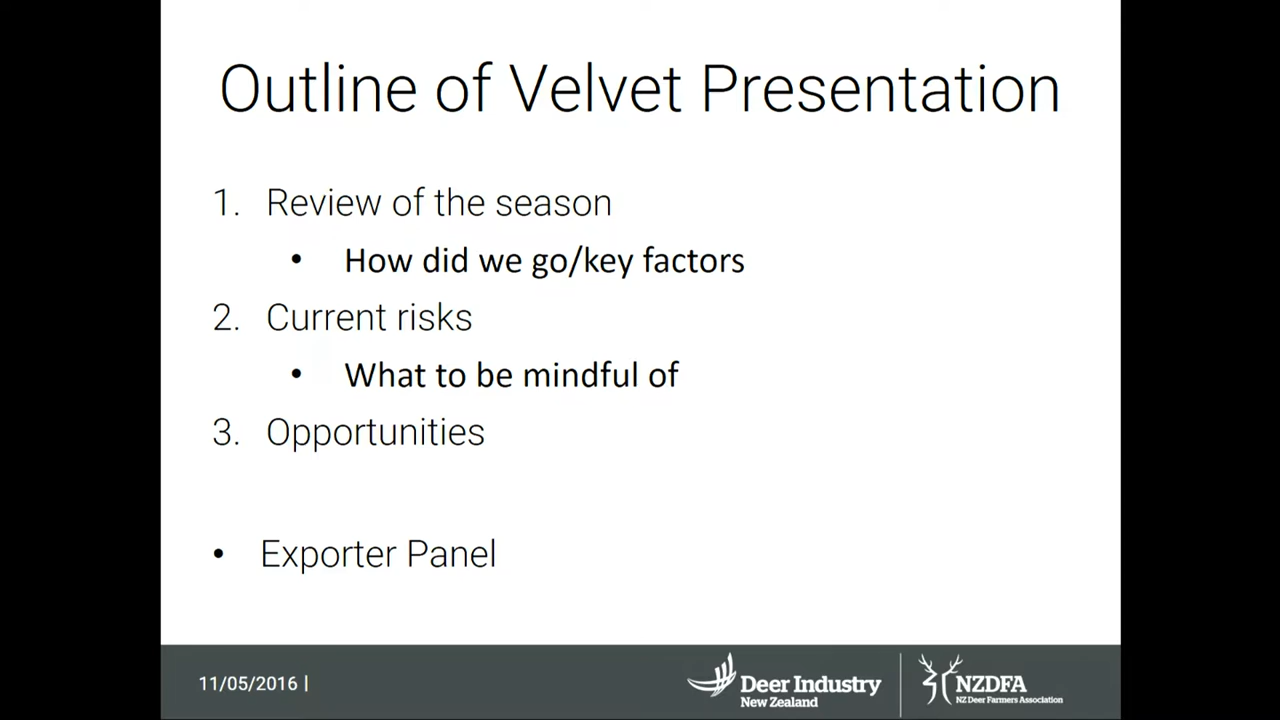 Outline of Velvet Presentation
1. Review of the season
• How did we go/key factors
2. Current risks
• What to be mindful of
3. Opportunities
• Exporter Panel
11/05/2016 |
Deer Industry
New Zealand
NZDFA
NZ Deer Farmers Association